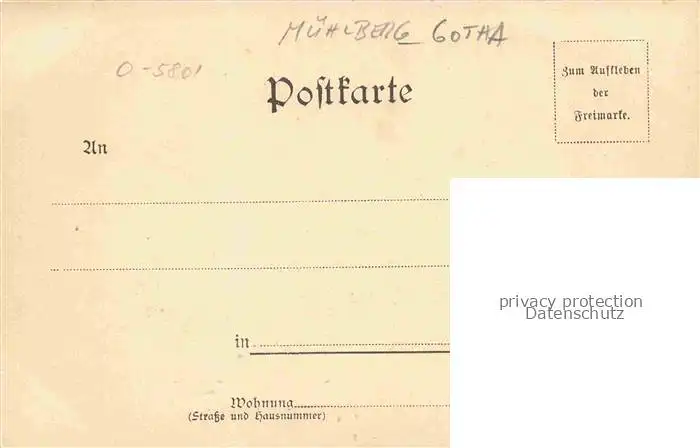 MÜHLBERG GOTHA
O-5801
Postkarte
Zum Aufkleben
der
Freimarke.
An
privacy protection
Datenschutz
in
Wohnung
(Straße und Hausnummer)